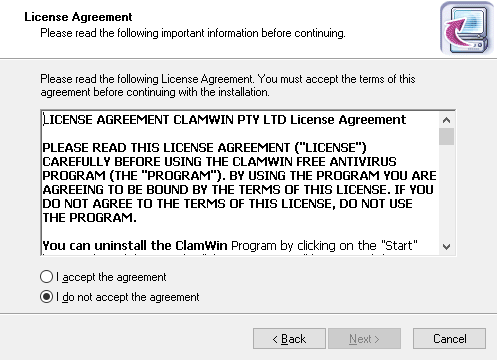 License Agreement
Please read the following important information before continuing.
Please read the following License Agreement. You must accept the terms of this
agreement before continuing with the installation.
LICENSE AGREEMENT CLAMWIN PTY LTD License Agreement
PLEASE READ THIS LICENSE AGREEMENT ("LICENSE")
CAREFULLY BEFORE USING THE CLAMWIN FREE ANTIVIRUS
PROGRAM (THE "PROGRAM"). BY USING THE PROGRAM YOU ARE
AGREEING TO BE BOUND BY THE TERMS OF THIS LICENSE. IF YOU
DO NOT AGREE TO THE TERMS OF THIS LICENSE, DO NOT USE
THE PROGRAM.
You can uninstall the ClamWin Program by clicking on the "Start"
I accept the agreement
I do not accept the agreement
< Back
Next >
Cancel